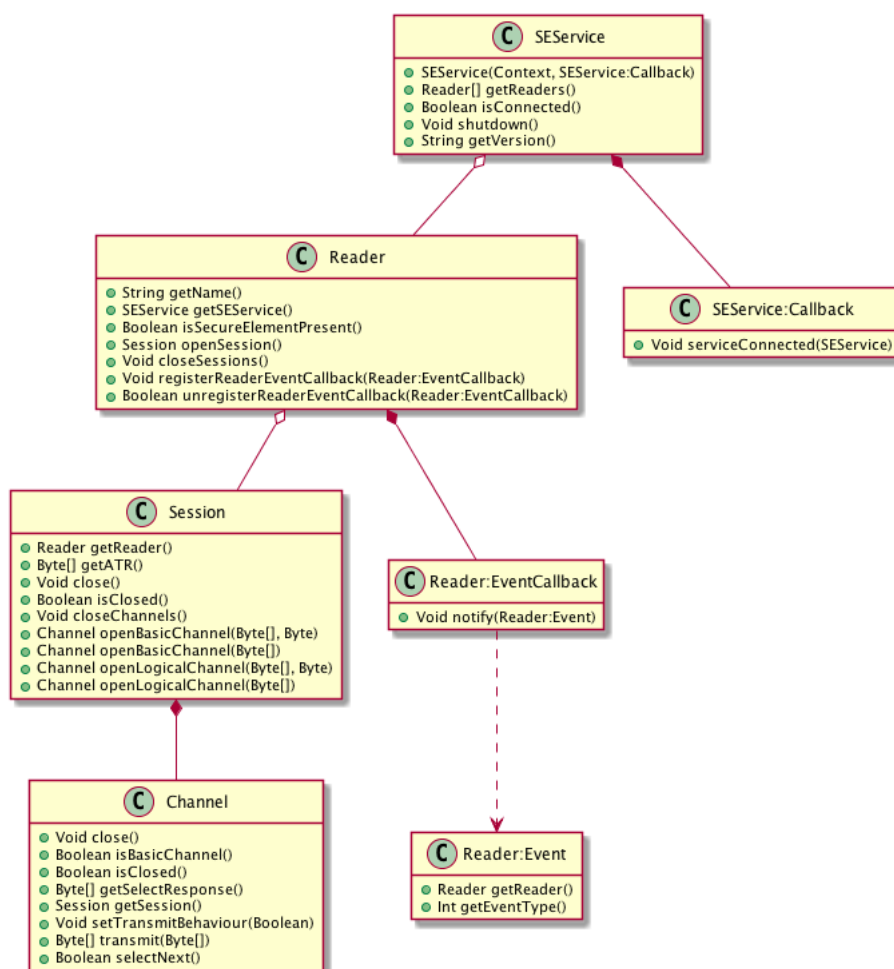 C SEService
SEService(Context, SEService:Callback)
Reader[] getReaders()
Boolean isConnected()
Void shutdown()
String getVersion()
C Reader
String getName()
SEService getSEService()
Boolean isSecureElementPresent()
Session openSession()
Void closeSessions()
Void registerReaderEventCallback(Reader:EventCallback)
Boolean unregisterReaderEventCallback(Reader:EventCallback)
C SEService:Callback
Void serviceConnected(SEService)
C Session
Reader getReader()
Byte[] getATR()
Void close()
Boolean isClosed()
Void closeChannels()
Channel openBasicChannel(Byte[], Byte)
Channel openBasicChannel(Byte[])
Channel openLogicalChannel(Byte[], Byte)
Channel openLogicalChannel(Byte[])
C Reader:EventCallback
Void notify(Reader:Event)
C Channel
Void close()
Boolean isBasicChannel()
Boolean isClosed()
Byte[] getSelectResponse()
Session getSession()
Void setTransmitBehaviour(Boolean)
Byte[] transmit(Byte[])
Boolean selectNext()
C Reader:Event
Reader getReader()
Int getEventType()